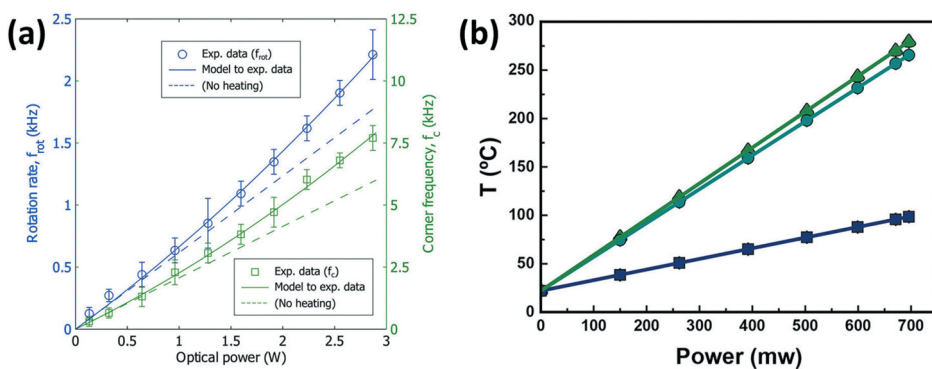 (a)
2.5
2
1.5
1
0.5
0
Rotation rate, f_rot (kHz)
Exp. data (f_rot)
Model to exp. data
(No heating)
Exp. data (f_c)
Model to exp. data
(No heating)
0 0.5 1 1.5 2 2.5 3
Optical power (W)
12.5
10
7.5
5
2.5
0
Corner frequency, f_c (kHz)
(b)
300
250
200
150
100
50
0
T (ºC)
0 100 200 300 400 500 600 700
Power (mw)